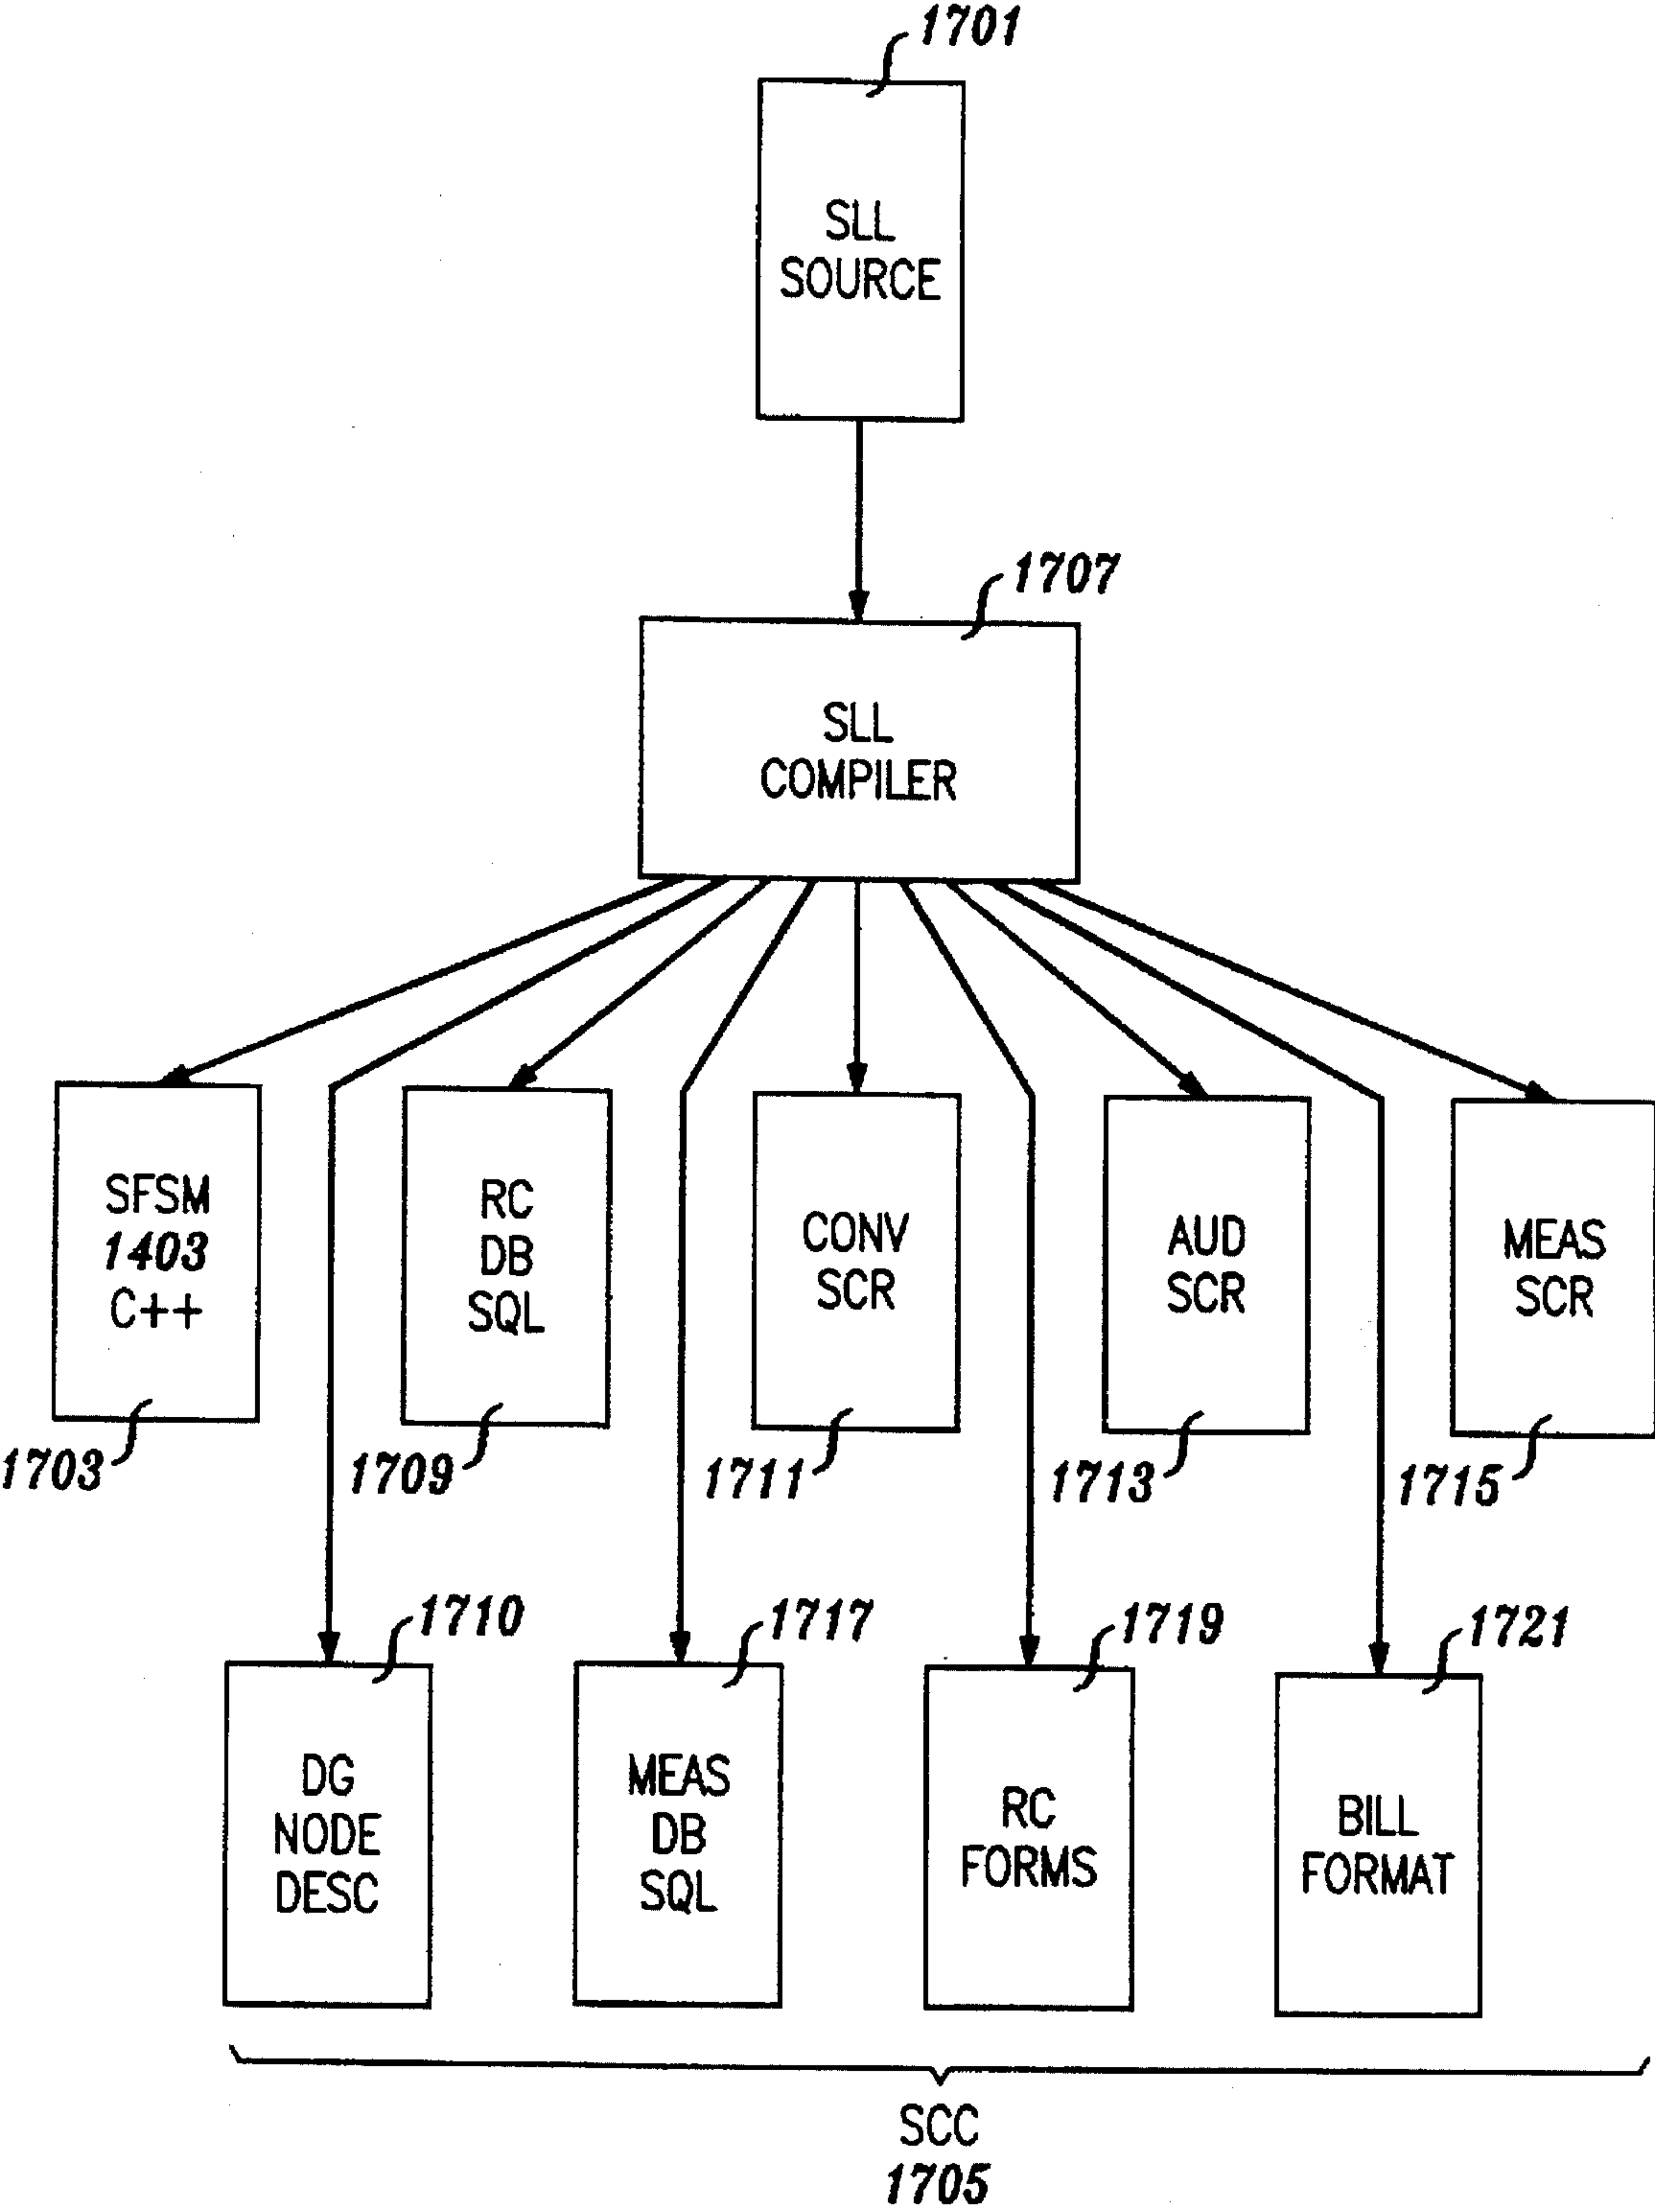 1701
SLL
SOURCE
1707
SLL
COMPILER
SFSM
1403
C++
1703
RC
DB
SQL
1709
CONV
SCR
1711
AUD
SCR
1713
MEAS
SCR
1715
1710
DG
NODE
DESC
1717
MEAS
DB
SQL
1719
RC
FORMS
1721
BILL
FORMAT
SCC
1705